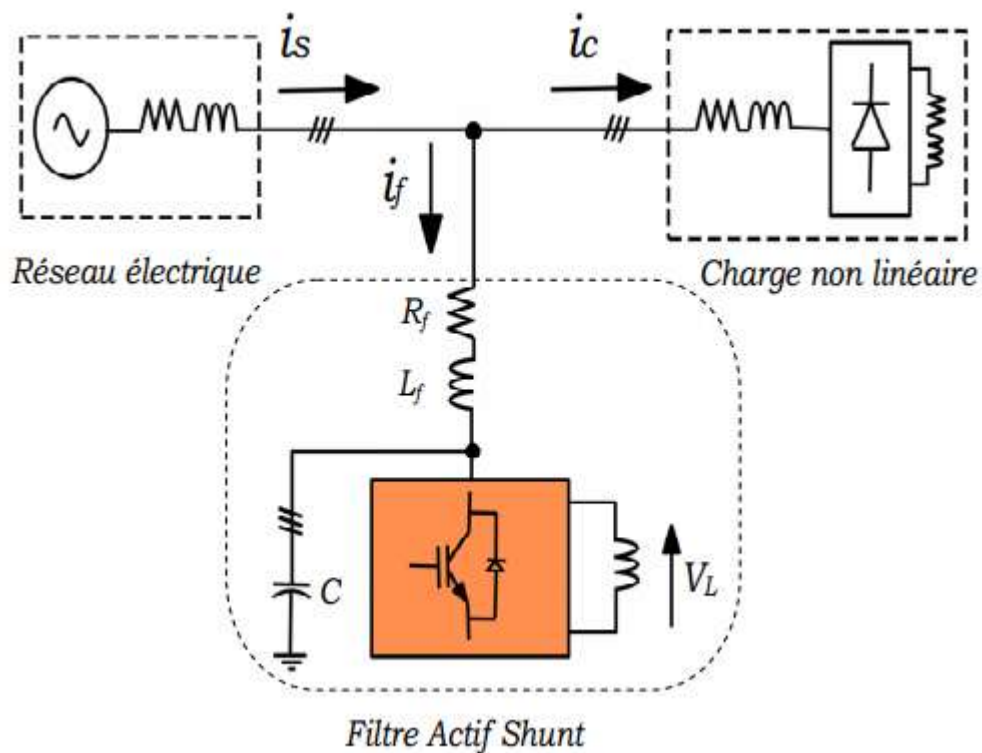 is
ic
if
Réseau électrique
Charge non linéaire
Rf
Lf
C
VL
Filtre Actif Shunt